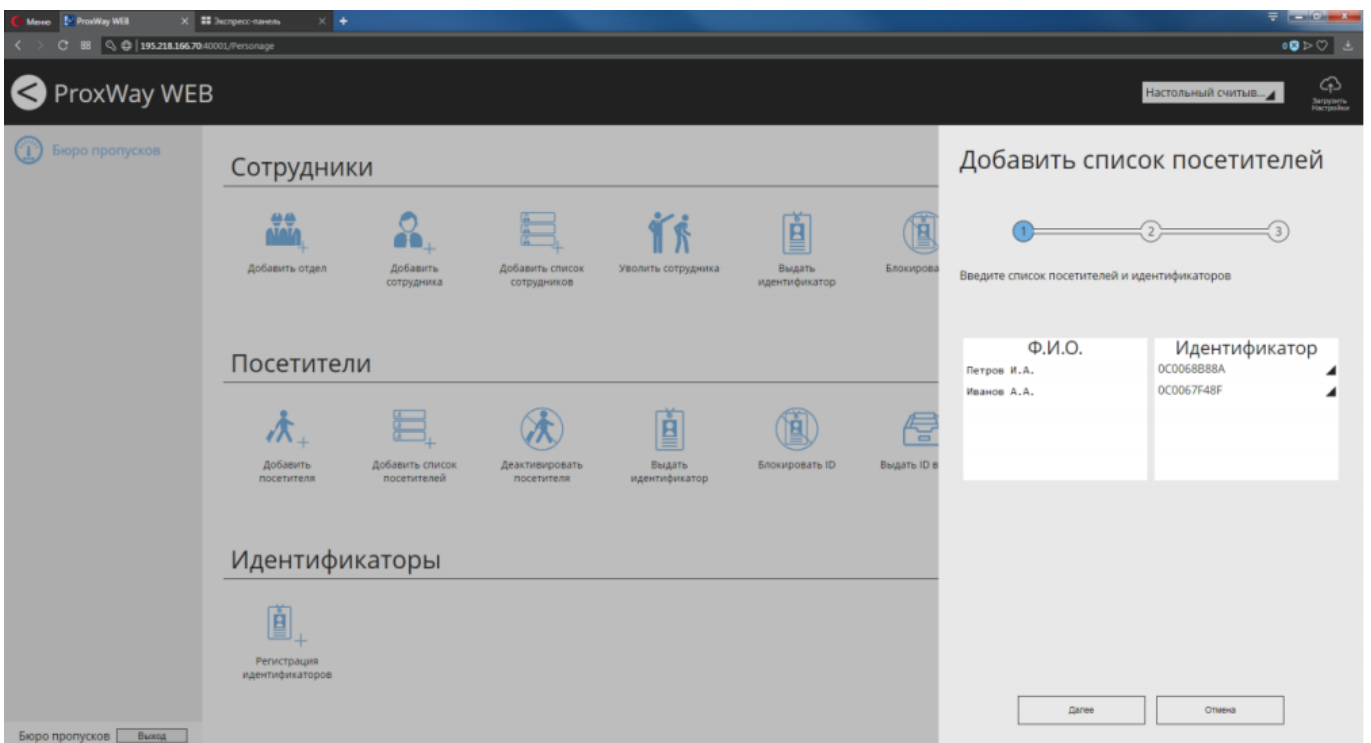 Меню
ProxWay WEB
Экспресс-панель
195.218.166.70:40001/Personage
0
ProxWay WEB
Настольный считыв...
Загрузить
Настройки
Бюро пропусков
Сотрудники
Добавить отдел
Добавить
сотрудника
Добавить список
сотрудников
Уволить сотрудника
Выдать
идентификатор
Блокирова
Посетители
Добавить
посетителя
Добавить список
посетителей
Деактивировать
посетителя
Выдать
идентификатор
Блокировать ID
Выдать ID в
Идентификаторы
Регистрация
идентификаторов
Бюро пропусков
Выход
Добавить список посетителей
1
2
3
Введите список посетителей и идентификаторов
Ф.И.О.
Идентификатор
Петров И.А.
0C0068B88A
Иванов А.А.
0C0067F48F
Далее
Отмена